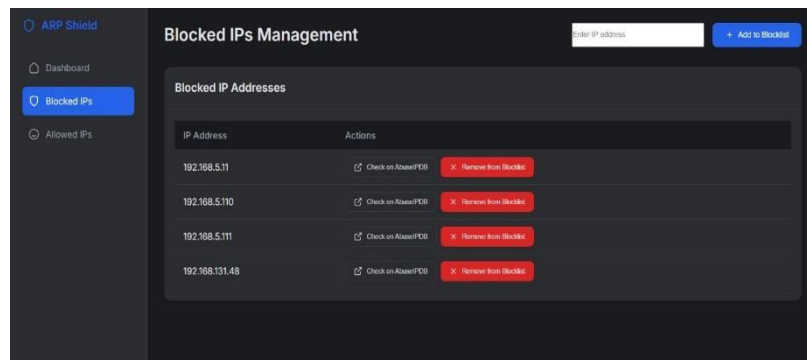 ARP Shield
Dashboard
Blocked IPs
Allowed IPs
Blocked IPs Management
Enter IP address
+ Add to Blocklist
Blocked IP Addresses
IP Address Actions
192.168.5.11 Check on AbuseIPDB × Remove from Blocklist
192.168.5.110 Check on AbuseIPDB × Remove from Blocklist
192.168.5.111 Check on AbuseIPDB × Remove from Blocklist
192.168.131.48 Check on AbuseIPDB × Remove from Blocklist